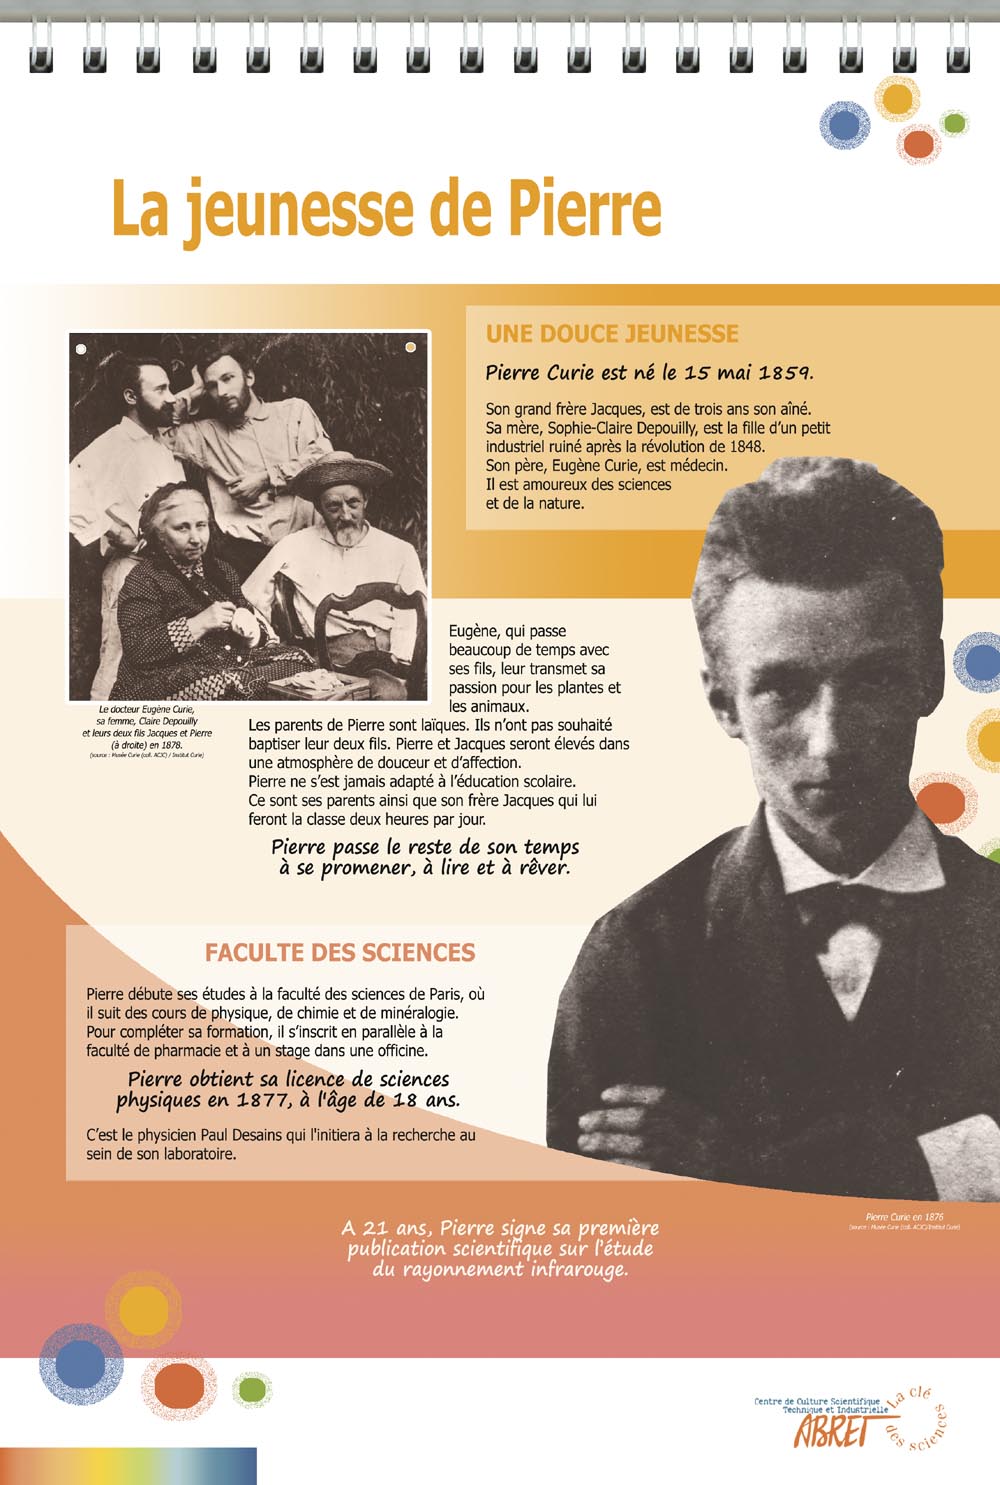 La jeunesse de Pierre
UNE DOUCE JEUNESSE
Pierre Curie est né le 15 mai 1859.
Son grand frère Jacques, est de trois ans son aîné.
Sa mère, Sophie-Claire Depouilly, est la fille d'un petit
industriel ruiné après la révolution de 1848.
Son père, Eugène Curie, est médecin.
Il est amoureux des sciences
et de la nature.
Le docteur Eugène Curie,
sa femme, Claire Depouilly
et leurs deux fils Jacques et Pierre
(à droite) en 1878.
(source : Musée Curie (coll. ACJC) / Institut Curie)
Eugène, qui passe
beaucoup de temps avec
ses fils, leur transmet sa
passion pour les plantes et
les animaux.
Les parents de Pierre sont laïques. Ils n'ont pas souhaité
baptiser leur deux fils. Pierre et Jacques seront élevés dans
une atmosphère de douceur et d'affection.
Pierre ne s'est jamais adapté à l'éducation scolaire.
Ce sont ses parents ainsi que son frère Jacques qui lui
feront la classe deux heures par jour.
Pierre passe le reste de son temps
à se promener, à lire et à rêver.
FACULTE DES SCIENCES
Pierre débute ses études à la faculté des sciences de Paris, où
il suit des cours de physique, de chimie et de minéralogie.
Pour compléter sa formation, il s'inscrit en parallèle à la
faculté de pharmacie et à un stage dans une officine.
Pierre obtient sa licence de sciences
physiques en 1877, à l'âge de 18 ans.
C'est le physicien Paul Desains qui l'initiera à la recherche au
sein de son laboratoire.
Pierre Curie en 1876
(source : Musée Curie (coll. ACJC)/Institut Curie)
A 21 ans, Pierre signe sa première
publication scientifique sur l'étude
du rayonnement infrarouge.
Centre de Culture Scientifique
Technique et Industrielle
ABRET
La clé
des sciences